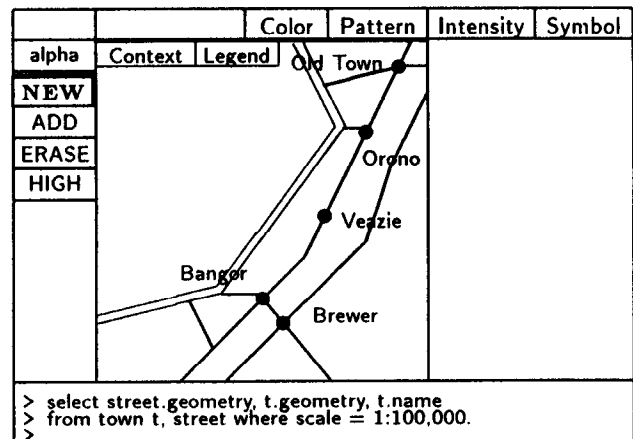 Color Pattern Intensity Symbol
alpha Context Legend
Old Town
NEW
ADD
ERASE
HIGH
Orono
Veazie
Bangor
Brewer
> select street.geometry, t.geometry, t.name
> from town t, street where scale = 1:100,000.
>